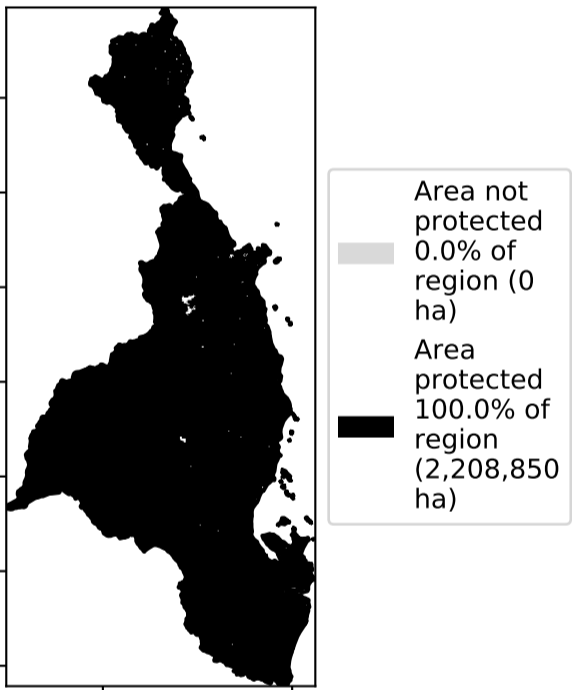 Area not
protected
0.0% of
region (0
ha)
Area
protected
100.0% of
region
(2,208,850
ha)